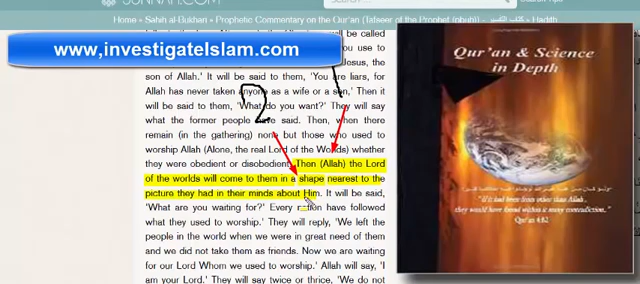 SUNNAH.COM
Home » Sahih al-Bukhari » Prophetic Commentary on the Qur'an (Tafseer of the Prophet (pbuh)) » Hadith
www,investigateIslam.com
be called
you use to
Jesus, the
son of Allah.' It will be said to them, 'You are liars, for
Allah has never taken anyone as a wife or a son,' Then it
will be said to them, 'What do you want?' They will say
what the former people have said. Then, when there
remain (in the gathering) none but those who used to
worship Allah (Alone, the real Lord of the Worlds) whether
they were obedient or disobedient. Then (Allah) the Lord
of the worlds will come to them in a shape nearest to the
picture they had in their minds about Him. It will be said,
'What are you waiting for?' Every nation have followed
what they used to worship.' They will reply, 'We left the
people in the world when we were in great need of them
and we did not take them as friends. Now we are waiting
for our Lord Whom we used to worship.' Allah will say, 'I
am your Lord.' They will say twice or thrice, 'We do not
2
Qur'an & Science
in Depth
"if it had been from other than Allah,
they would have found within it many contradiction."
Qur'an 4:82